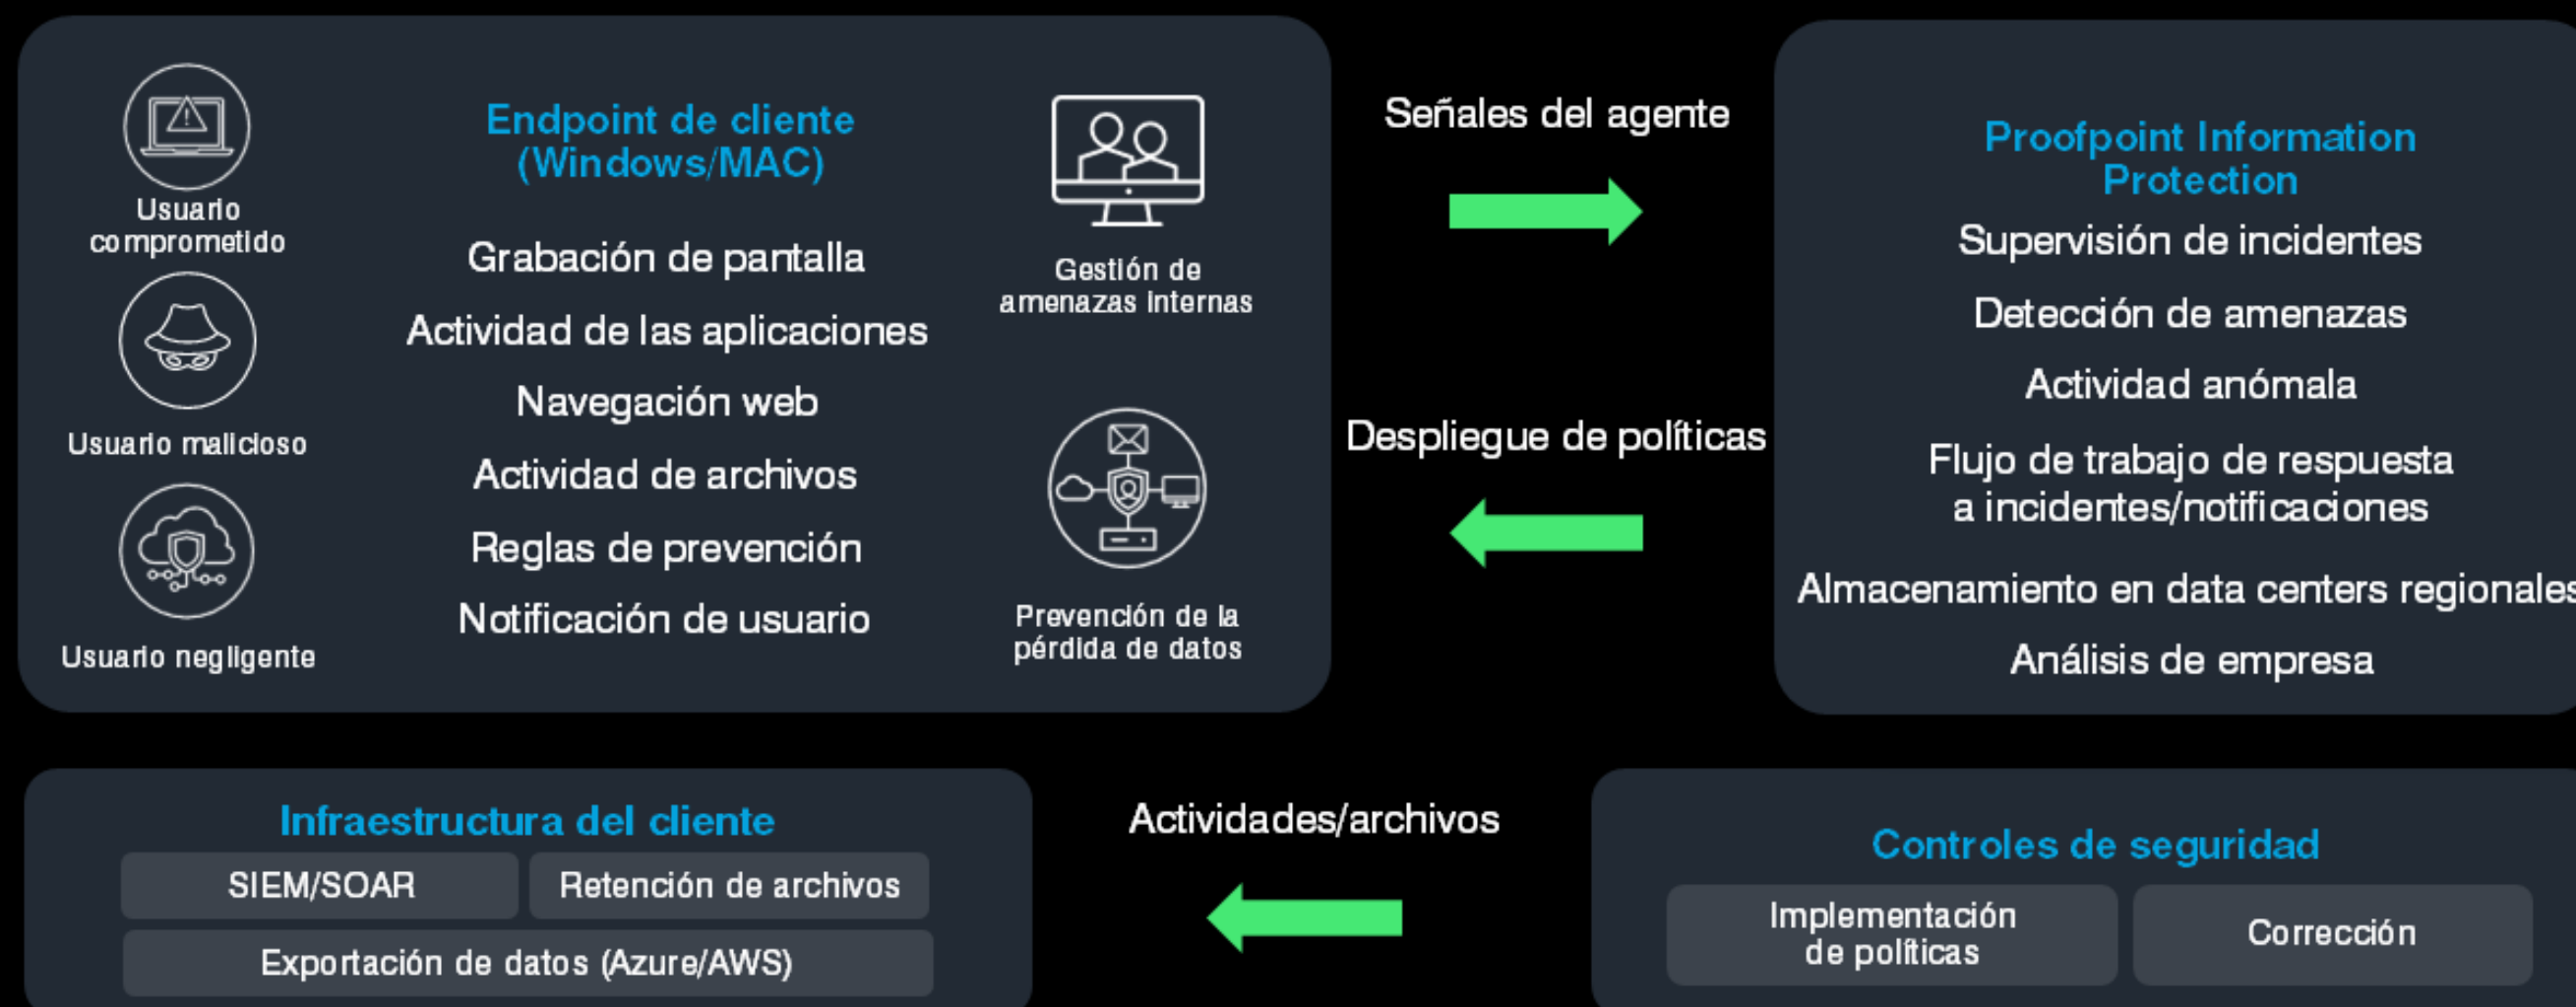 Usuario
comprometido
Usuario malicioso
Usuario negligente
Endpoint de cliente
(Windows/MAC)
Grabación de pantalla
Actividad de las aplicaciones
Navegación web
Actividad de archivos
Reglas de prevención
Notificación de usuario
Gestión de
amenazas internas
Prevención de la
pérdida de datos
Señales del agente
Despliegue de políticas
Proofpoint Information
Protection
Supervisión de incidentes
Detección de amenazas
Actividad anómala
Flujo de trabajo de respuesta
a incidentes/notificaciones
Almacenamiento en data centers regionales
Análisis de empresa
Infraestructura del cliente
SIEM/SOAR
Retención de archivos
Exportación de datos (Azure/AWS)
Actividades/archivos
Controles de seguridad
Implementación
de políticas
Corrección